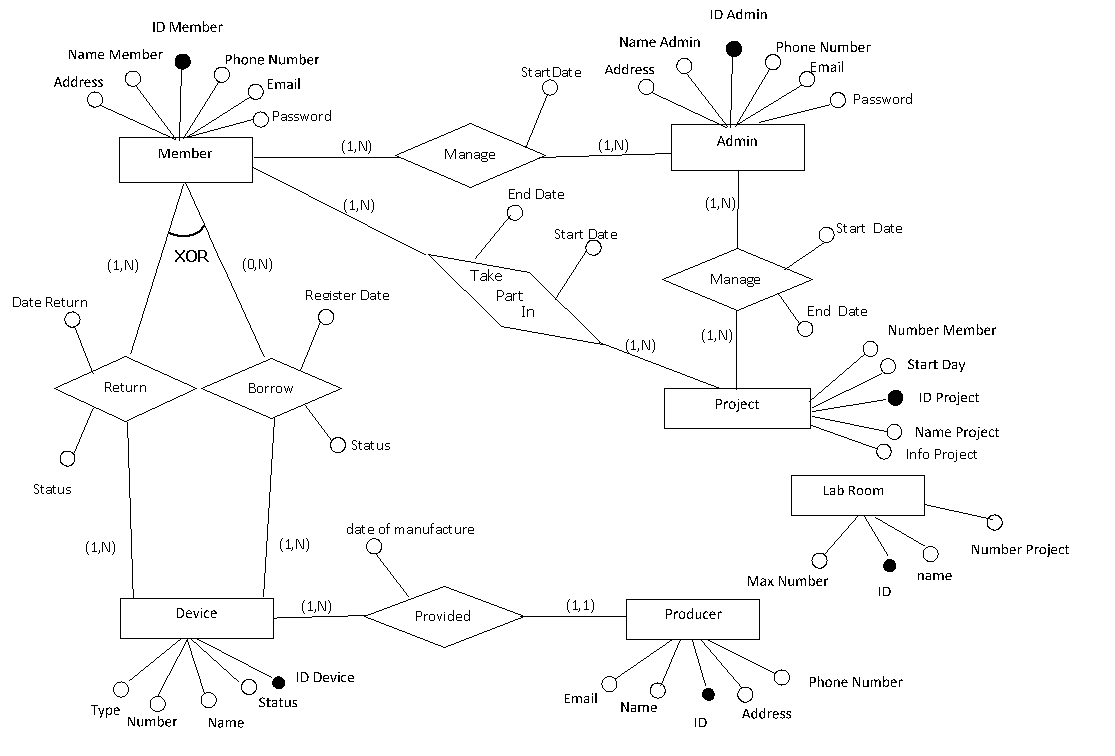 ID Member
Name Member
Phone Number
Address
Email
Password
Member
ID Admin
Name Admin
Phone Number
Address
Email
Password
Admin
StartDate
(1,N)
Manage
(1,N)
(1,N)
End Date
Start Date
Take
Part
In
(1,N)
(1,N)
Start Date
Manage
End Date
(1,N)
XOR
(1,N)
(0,N)
Date Return
Register Date
Return
Borrow
Status
Status
(1,N)
(1,N)
Number Member
Start Day
Project
ID Project
Name Project
Info Project
Lab Room
Number Project
Max Number
ID
name
date of manufacture
Device
(1,N)
Provided
(1,1)
Producer
ID Device
Status
Type
Number
Name
Phone Number
Email
Name
ID
Address